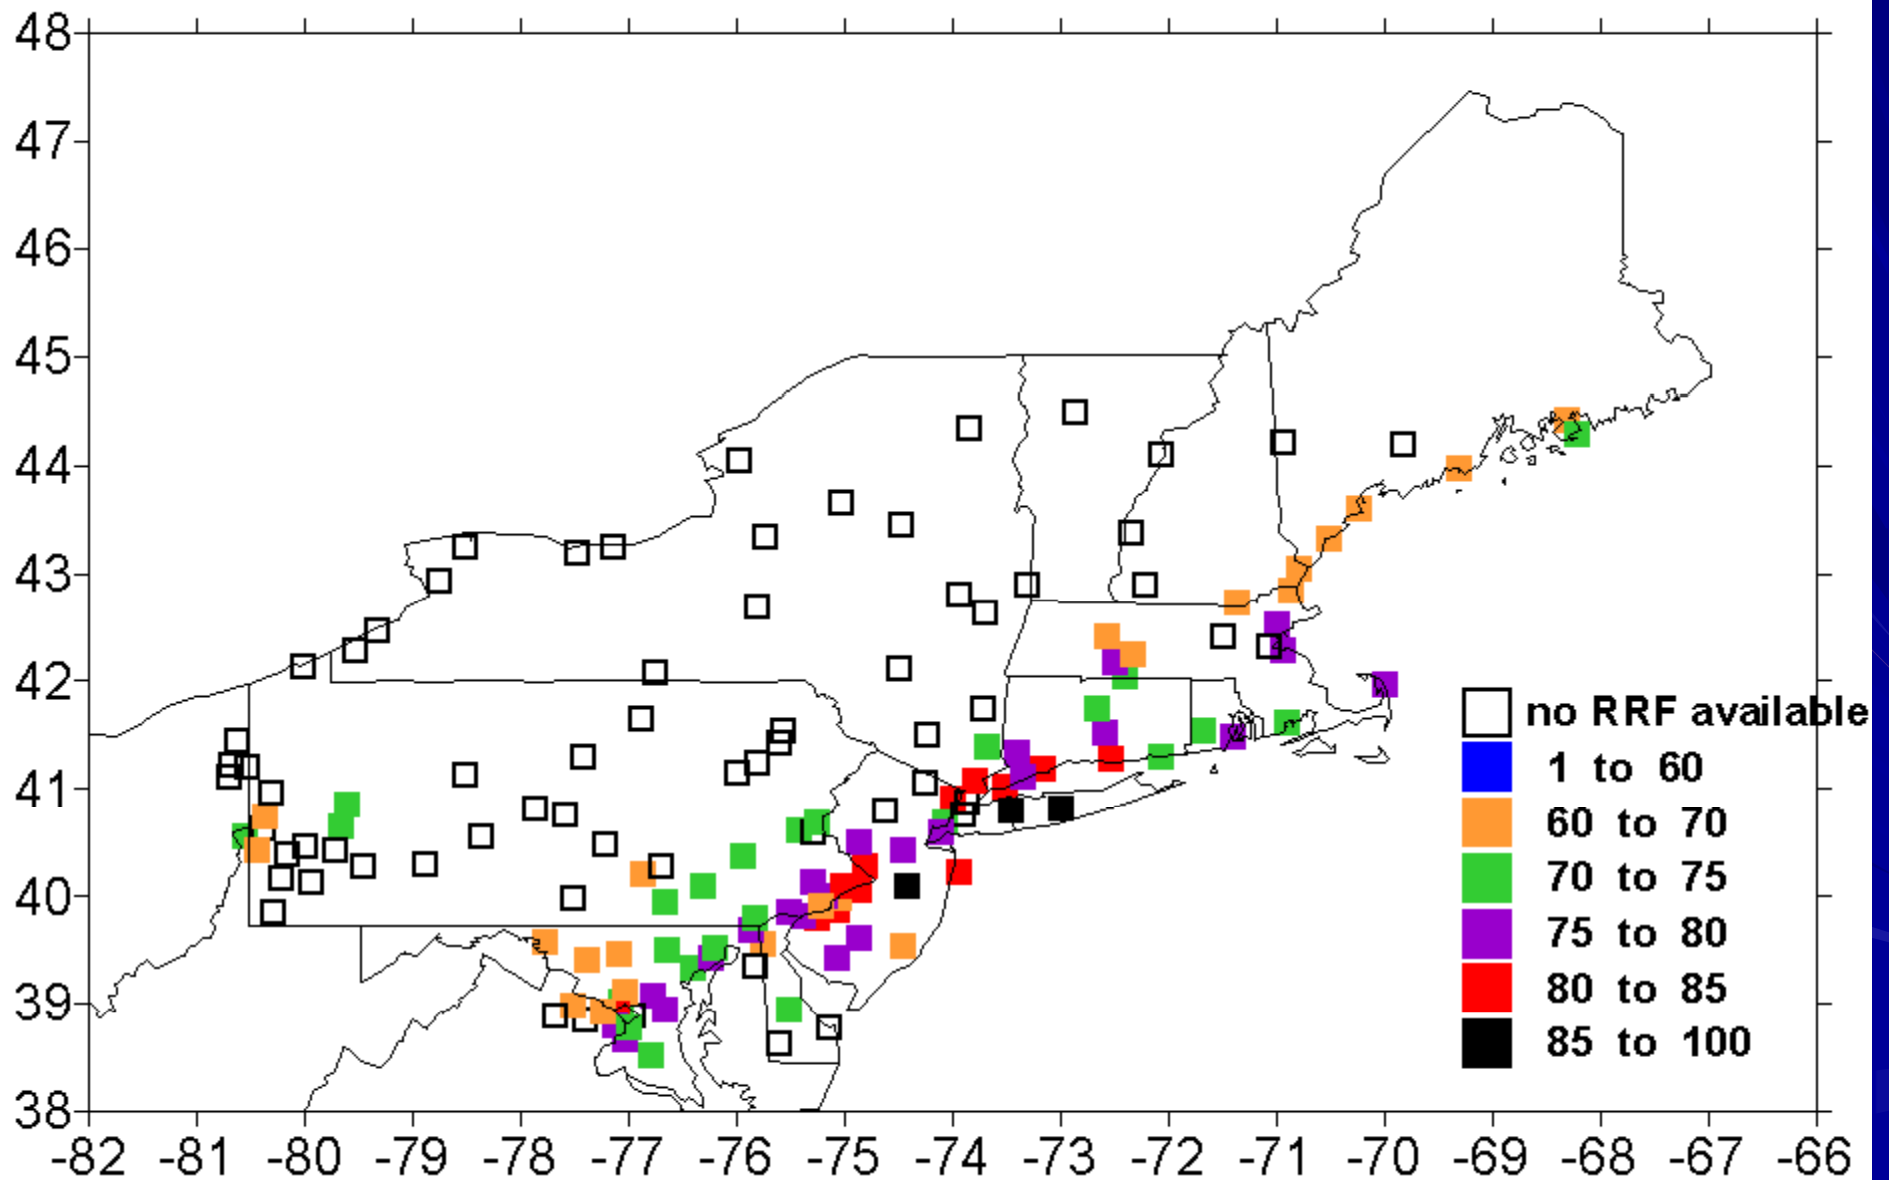 48
47
46
45
44
43
42
41
40
39
38
-82 -81 -80 -79 -78 -77 -76 -75 -74 -73 -72 -71 -70 -69 -68 -67 -66
no RRF available
1 to 60
60 to 70
70 to 75
75 to 80
80 to 85
85 to 100